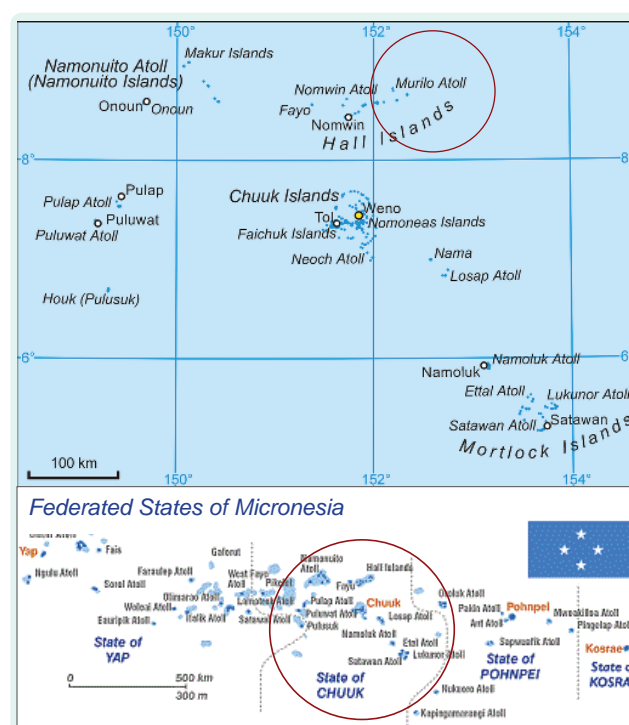 150°
152°
154°
Makur Islands
Namonuito Atoll
(Namonuito Islands)
Onoun
Onoun
Nomwin Atoll
Murilo Atoll
Fayo
Nomwin
Hall Islands
8°
Pulap
Pulap Atoll
Puluwat
Puluwat Atoll
Chuuk Islands
Weno
Tol
Nomoneas Islands
Faichuk Islands
Neoch Atoll
Nama
Losap Atoll
Houk (Pulusuk)
6°
Namoluk Atoll
Namoluk
Ettal Atoll
Lukunor Atoll
Satawan Atoll
Satawan
Mortlock Islands
100 km
150°
152°
154°
Federated States of Micronesia
Yap
Fais
Ngulu Atoll
Sorol Atoll
Gaferut
Faraulep Atoll
West Fayo
Atoll
Pikelot
Namonuito
Atoll
Hall Islands
Fayu
Olimarao Atoll
Woleai Atoll
Eauripik Atoll
Ifalik Atoll
Satawal Atoll
Pulap Atoll
Puluwat Atoll
Pulusuk
Chuuk
Losap Atoll
Namoluk Atoll
Etal Atoll
Lukunor Atoll
Satawan Atoll
Oroluk Atoll
Pakin Atoll
Pohnpei
Ant Atoll
Mwoakilloa Atoll
Pingelap Atoll
Sapwuafik Atoll
Kosrae
Nukuoro Atoll
Kapingamarangi Atoll
State of
YAP
State of
CHUUK
State of
POHNPEI
State
KOSRA
0
500 km
300 m